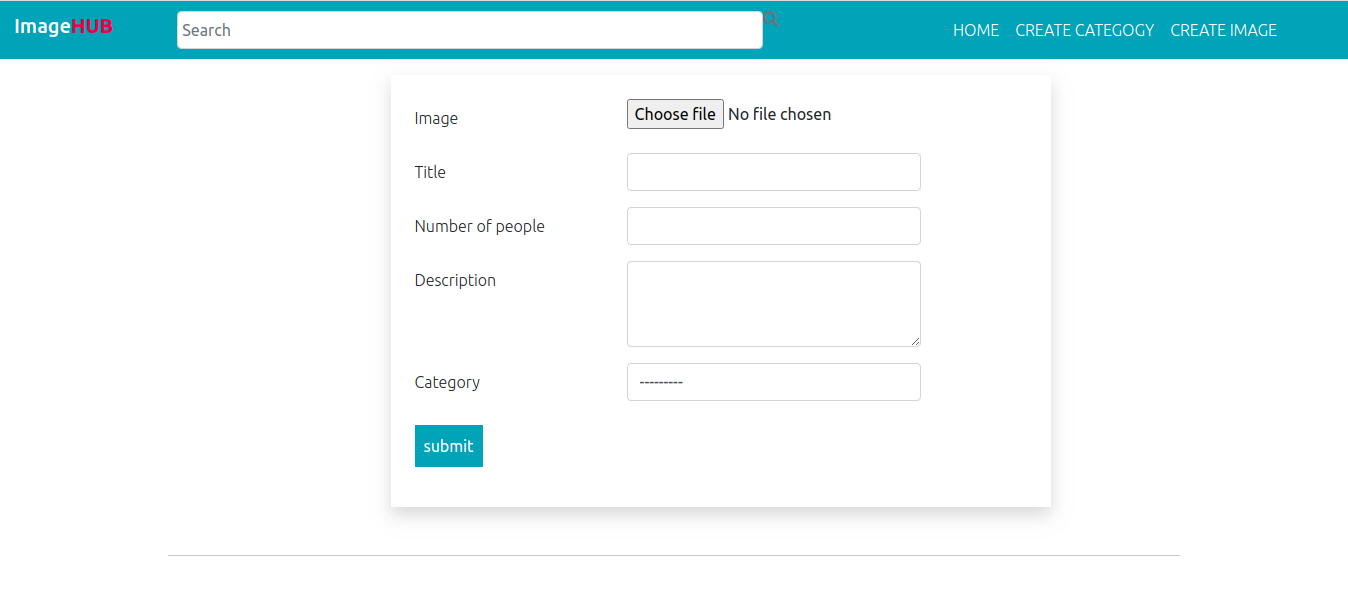 ImageHUB Search HOME CREATE CATEGOGY CREATE IMAGE
Image Choose file No file chosen
Title
Number of people
Description
Category ---------
submit